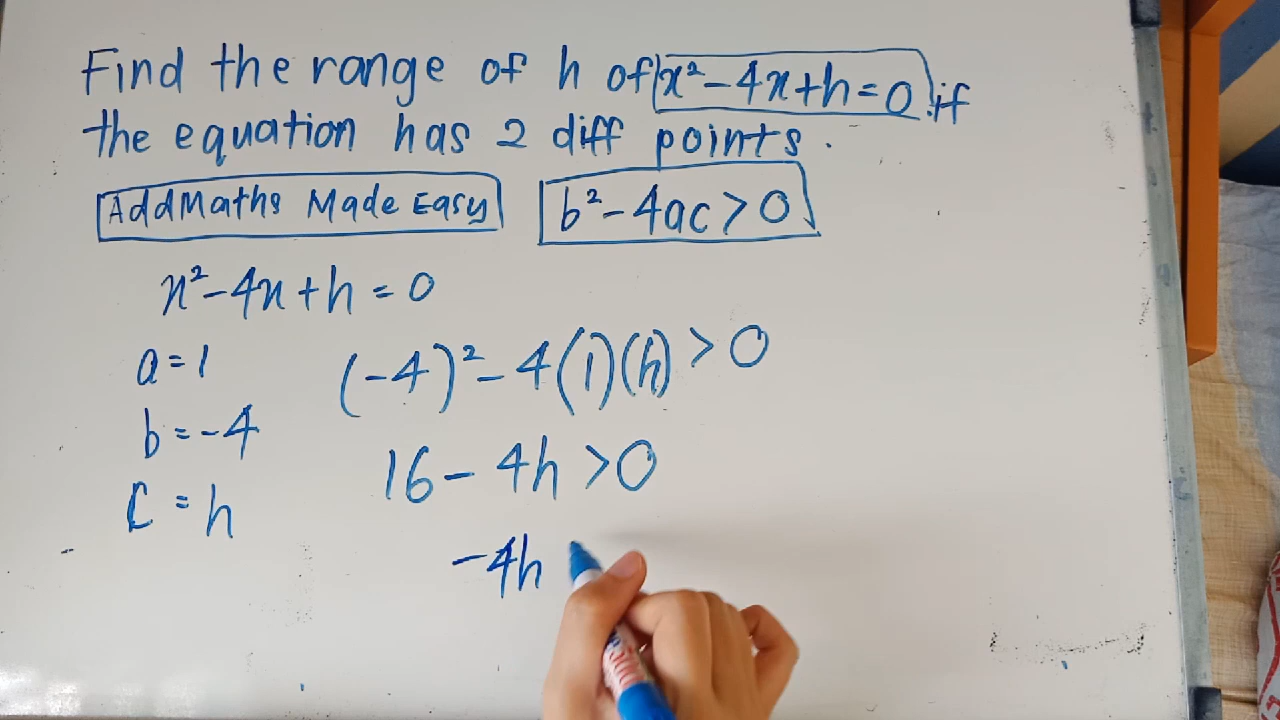 Find the range of h of x² - 4x + h = 0 if
the equation has 2 diff points.
AddMaths Made Easy
b² - 4ac > 0
x² - 4x + h = 0
a = 1
(-4)² - 4(1)(h) > 0
b = -4
16 - 4h > 0
c = h
-4h